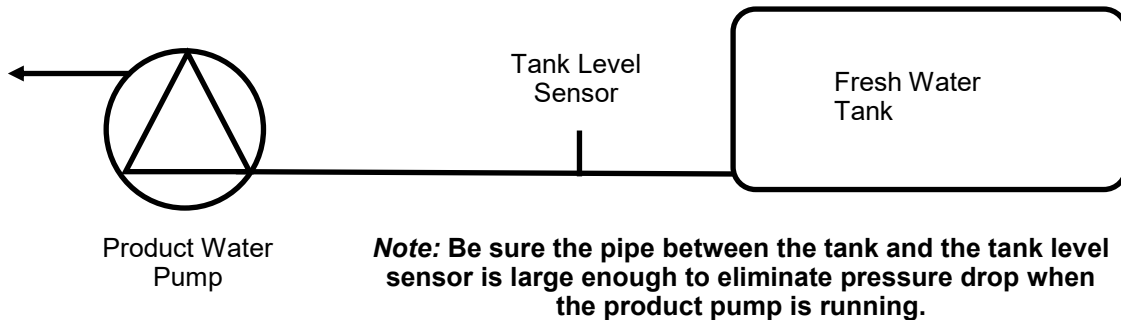 Tank Level
Sensor
Fresh Water
Tank
Product Water
Pump
Note: Be sure the pipe between the tank and the tank level
sensor is large enough to eliminate pressure drop when
the product pump is running.